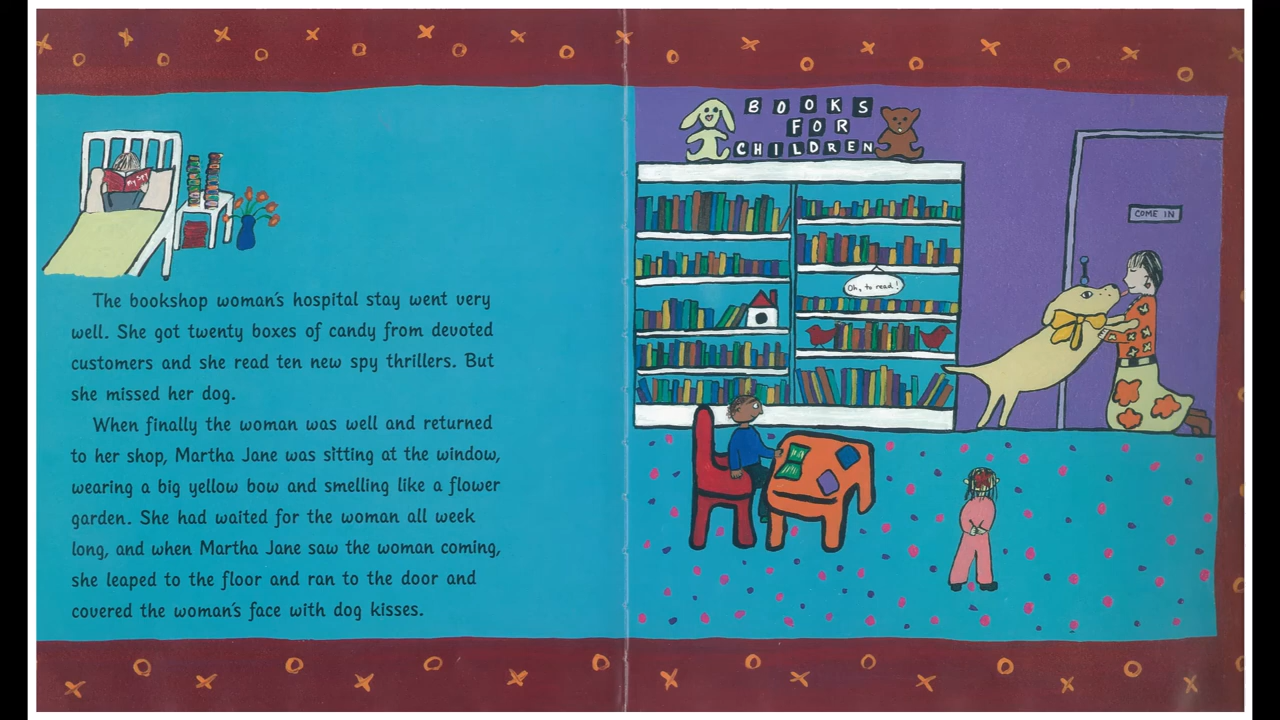 My Spy
The bookshop woman's hospital stay went very
well. She got twenty boxes of candy from devoted
customers and she read ten new spy thrillers. But
she missed her dog.
When finally the woman was well and returned
to her shop, Martha Jane was sitting at the window,
wearing a big yellow bow and smelling like a flower
garden. She had waited for the woman all week
long, and when Martha Jane saw the woman coming,
she leaped to the floor and ran to the door and
covered the woman's face with dog kisses.
BOOKS
FOR
CHILDREN
COME IN
Oh, to read!